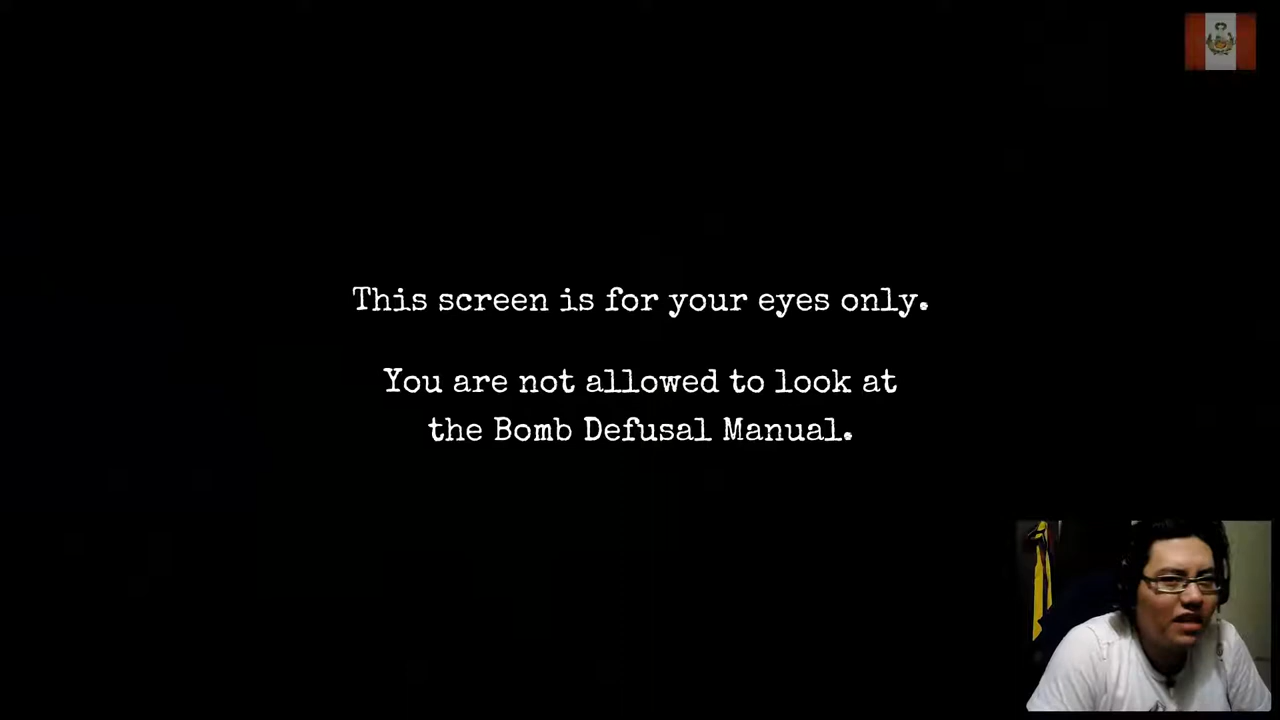 This screen is for your eyes only.
You are not allowed to look at
the Bomb Defusal Manual.